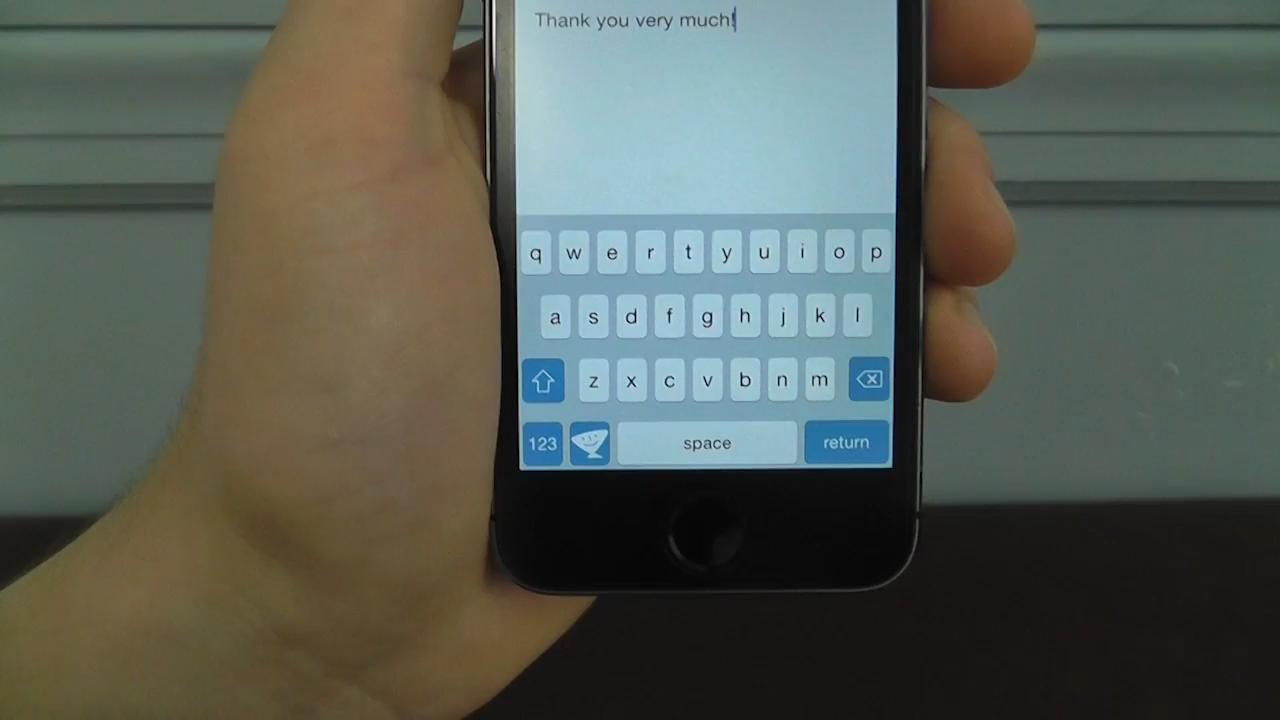 Thank you very much!
q w e r t y u i o p
a s d f g h j k l
z x c v b n m
123 space return